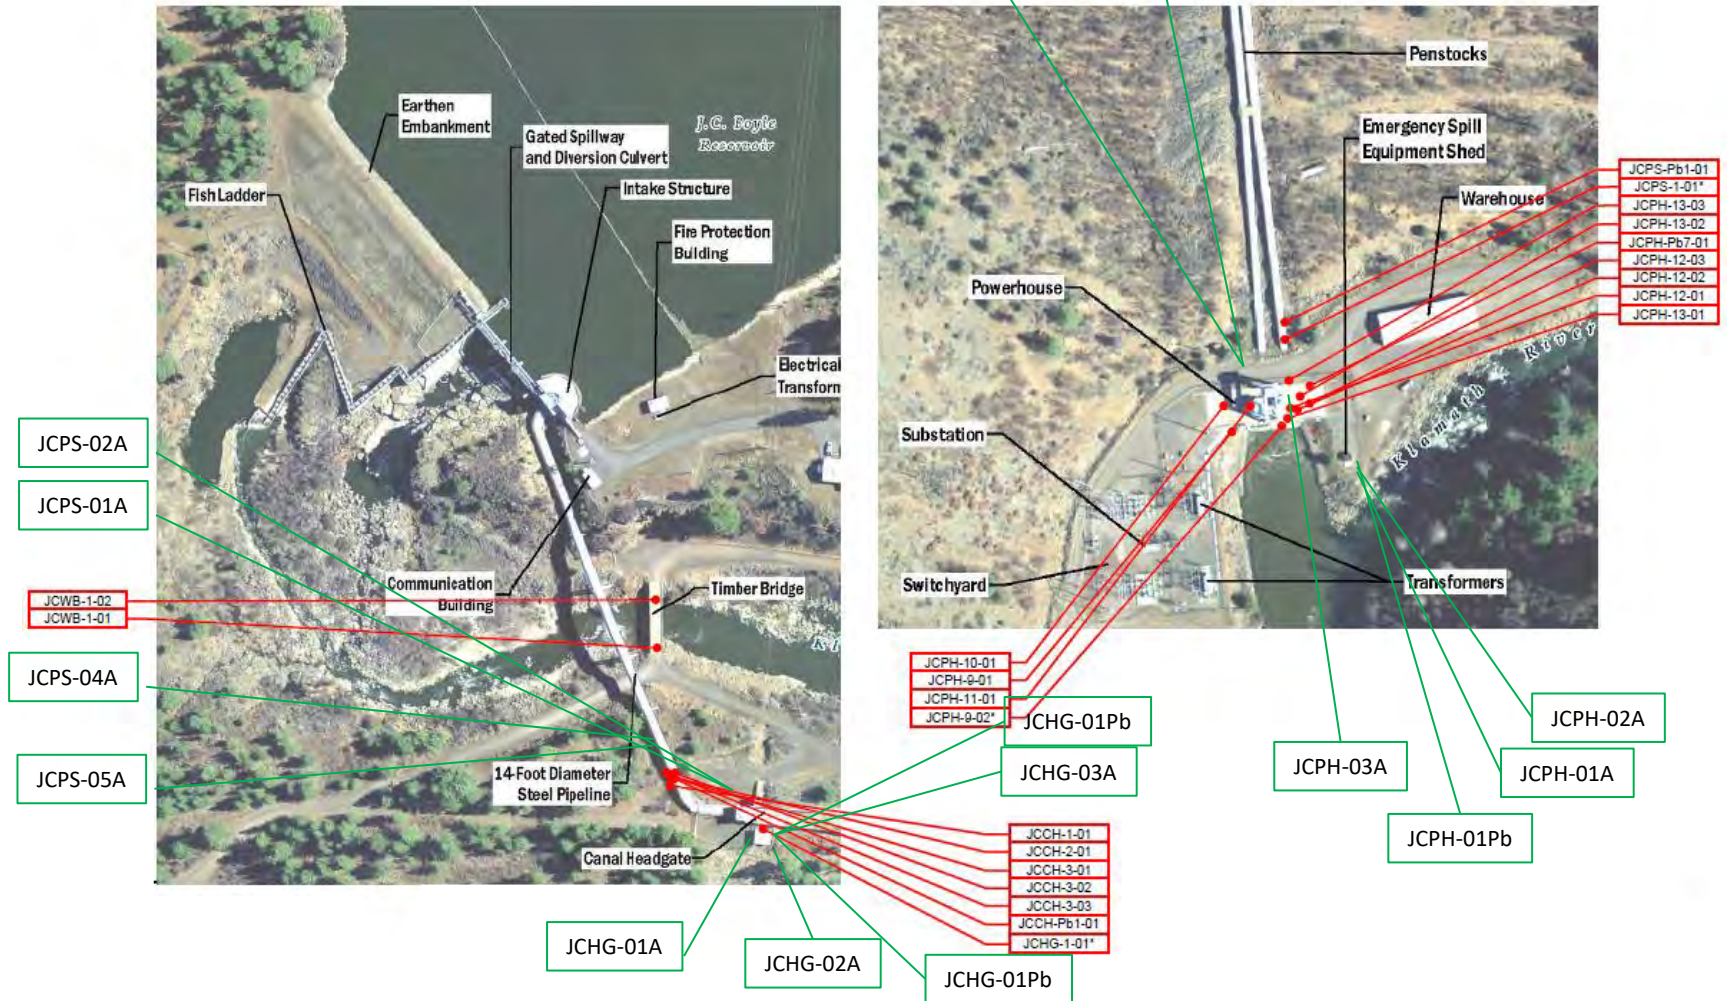 Earthen
Embankment
J.C. Boyle
Reservoir
Gated Spillway
and Diversion Culvert
Fish Ladder
Intake Structure
Fire Protection
Building
Electrical
Transform
JCPS-02A
JCPS-01A
Communication
Building
Timber Bridge
JCWB-1-02
JCWB-1-01
Kl
JCPS-04A
JCPS-05A
14-Foot Diameter
Steel Pipeline
Canal Headgate
JCHG-01A
JCHG-02A
JCHG-01Pb
JCCH-1-01
JCCH-2-01
JCCH-3-01
JCCH-3-02
JCCH-3-03
JCCH-Pb1-01
JCHG-1-01*
Penstocks
Emergency Spill
Equipment Shed
Warehouse
JCPS-Pb1-01
JCPS-1-01*
JCPH-13-03
JCPH-13-02
JCPH-Pb7-01
JCPH-12-03
JCPH-12-02
JCPH-12-01
JCPH-13-01
Powerhouse
Klamath River
Substation
Switchyard
Transformers
JCPH-10-01
JCPH-9-01
JCPH-11-01
JCPH-9-02*
JCHG-01Pb
JCHG-03A
JCPH-02A
JCPH-03A
JCPH-01A
JCPH-01Pb